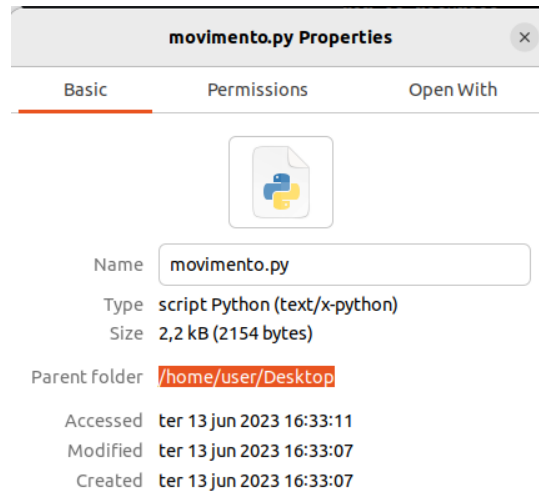 movimento.py Properties
Basic Permissions Open With
Name movimento.py
Type script Python (text/x-python)
Size 2,2 kB (2154 bytes)
Parent folder /home/user/Desktop
Accessed ter 13 jun 2023 16:33:11
Modified ter 13 jun 2023 16:33:07
Created ter 13 jun 2023 16:33:07